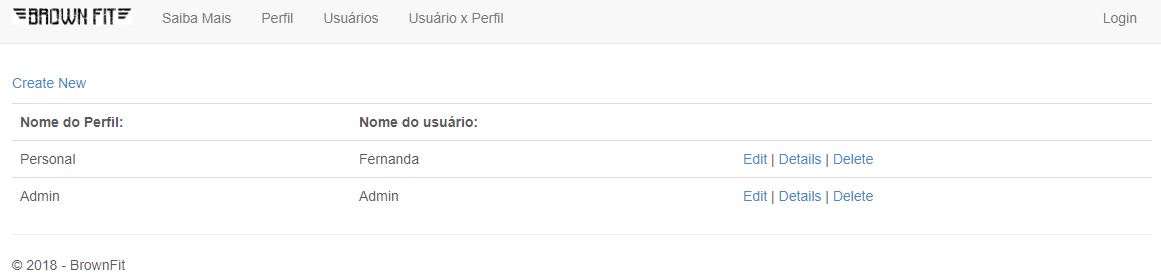 BROWN FIT Saiba Mais Perfil Usuários Usuário x Perfil Login
Create New
Nome do Perfil: Nome do usuário:
Personal Fernanda Edit | Details | Delete
Admin Admin Edit | Details | Delete
© 2018 - BrownFit